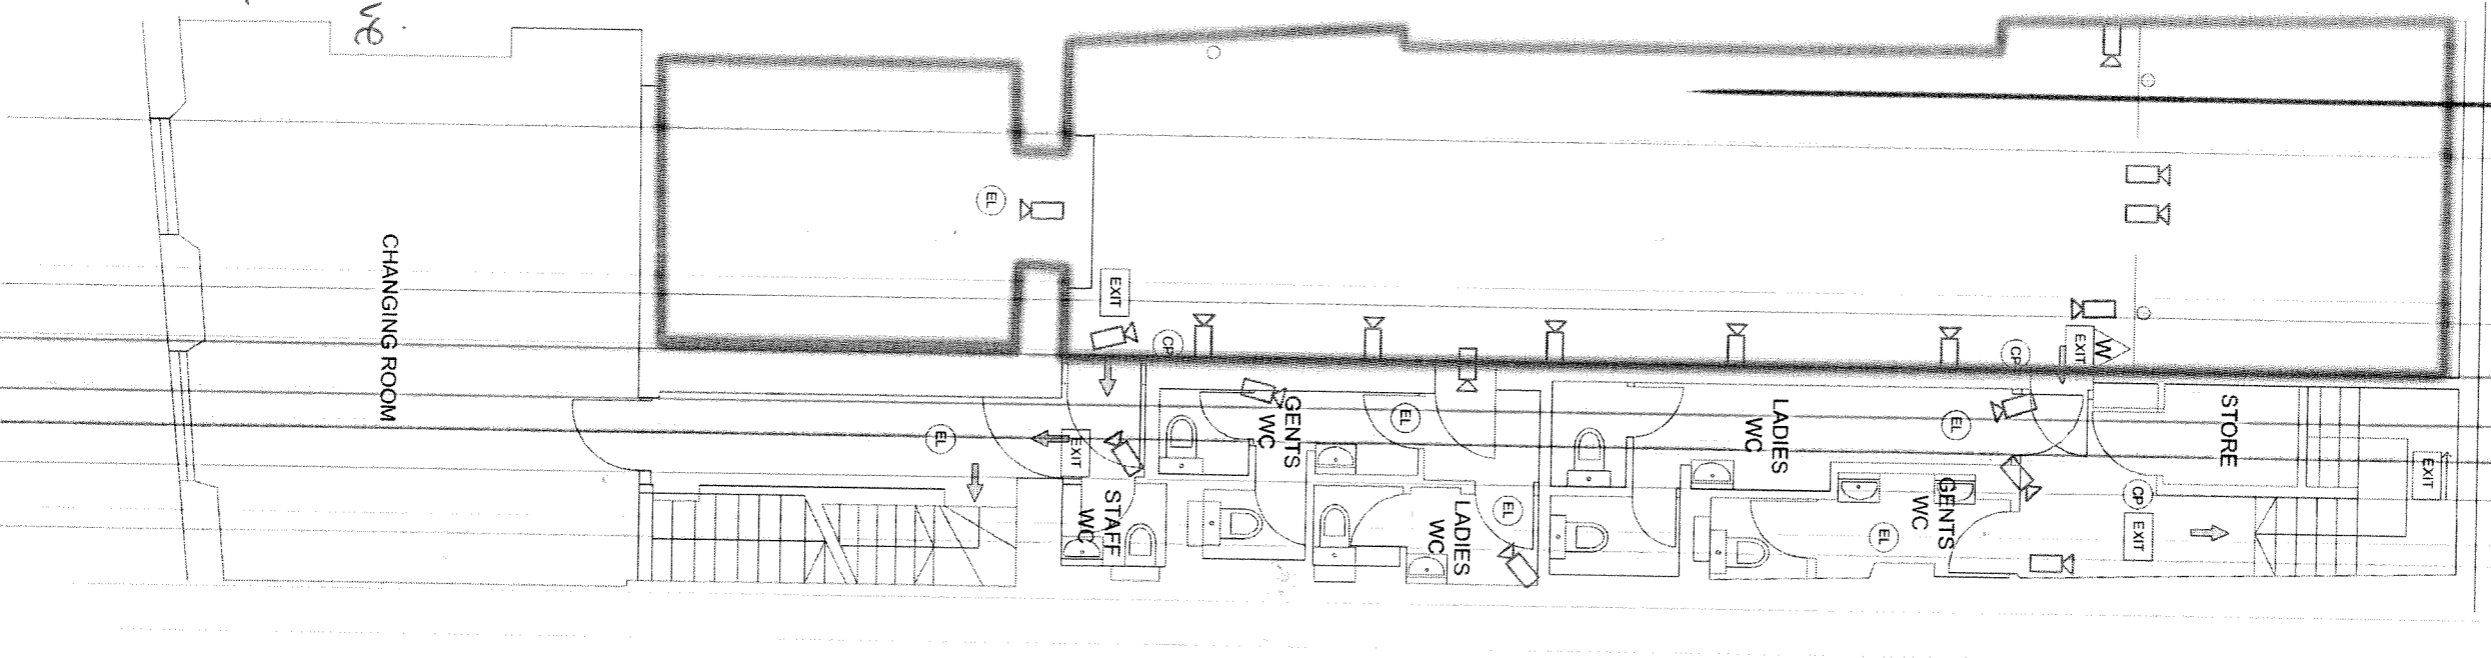 CHANGING ROOM
EL
EXIT
CP
EL
EXIT
STAFF
WC
GENTS
WC
EL
LADIES
WC
EL
LADIES
WC
EL
GENTS
WC
EL
CP
EXIT
W
STORE
CP
EXIT
EXIT